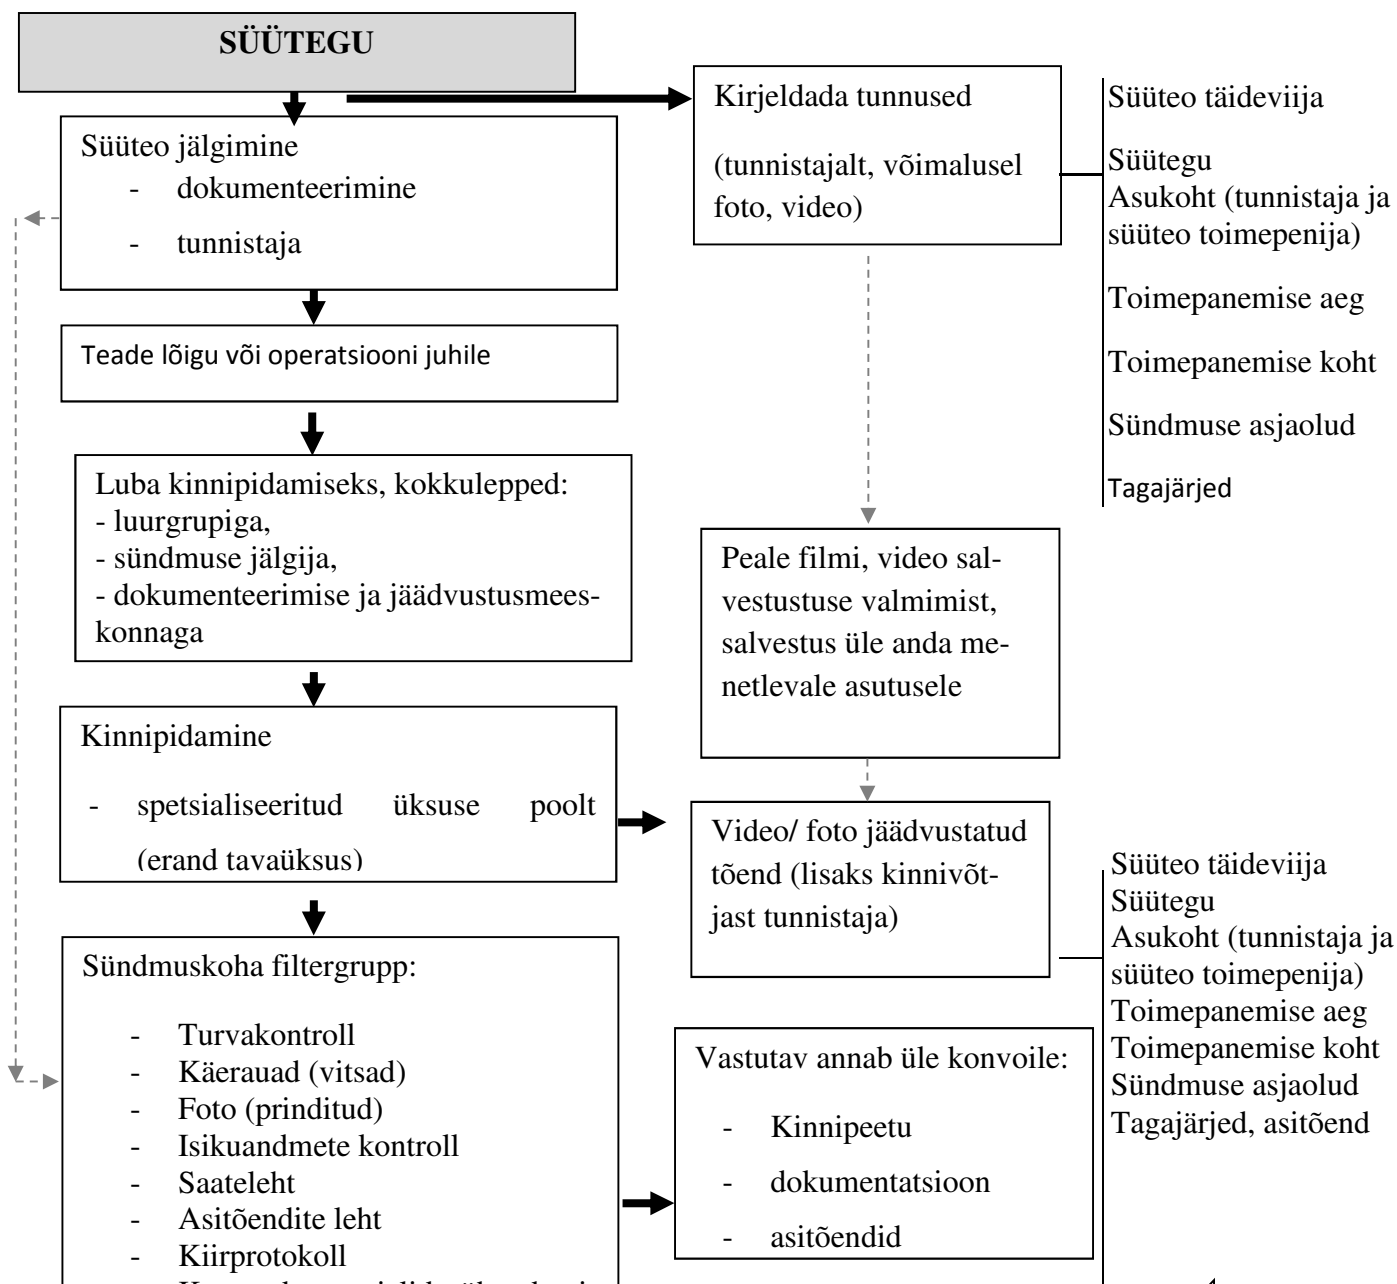 SÜÜTEGU
Süüteo jälgimine
- dokumenteerimine
- tunnistaja
Teade lõigu või operatsiooni juhile
Luba kinnipidamiseks, kokkulepped:
- luurgrupiga,
- sündmuse jälgija,
- dokumenteerimise ja jäädvustusmees-
konnaga
Kinnipidamine
- spetsialiseeritud üksuse poolt
(erand tavaüksus)
Sündmuskoha filtergrupp:
- Turvakontroll
- Käerauad (vitsad)
- Foto (prinditud)
- Isikuandmete kontroll
- Saateleht
- Asitõendite leht
- Kiirprotokoll
Kirjeldada tunnused
(tunnistajalt, võimalusel
foto, video)
Süüteo täideviija
Süütegu
Asukoht (tunnistaja ja
süüteo toimepenija)
Toimepanemise aeg
Toimepanemise koht
Sündmuse asjaolud
Tagajärjed
Peale filmi, video sal-
vestustuse valmimist,
salvestus üle anda me-
netlevale asutusele
Video/ foto jäädvustatud
tõend (lisaks kinnivõt-
jast tunnistaja)
Süüteo täideviija
Süütegu
Asukoht (tunnistaja ja
süüteo toimepenija)
Toimepanemise aeg
Toimepanemise koht
Sündmuse asjaolud
Tagajärjed, asitõend
Vastutav annab üle konvoile:
- Kinnipeetu
- dokumentatsioon
- asitõendid